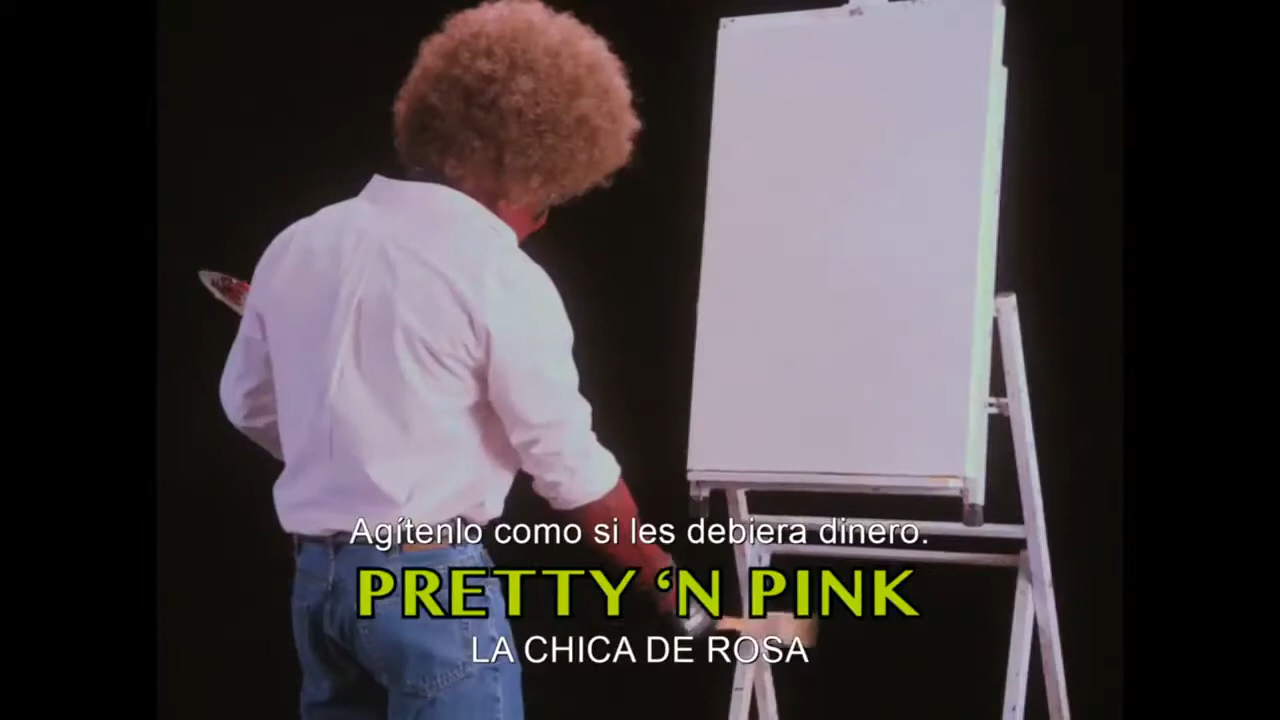 Agítenlo como si les debiera dinero.
PRETTY ‘N PINK
LA CHICA DE ROSA